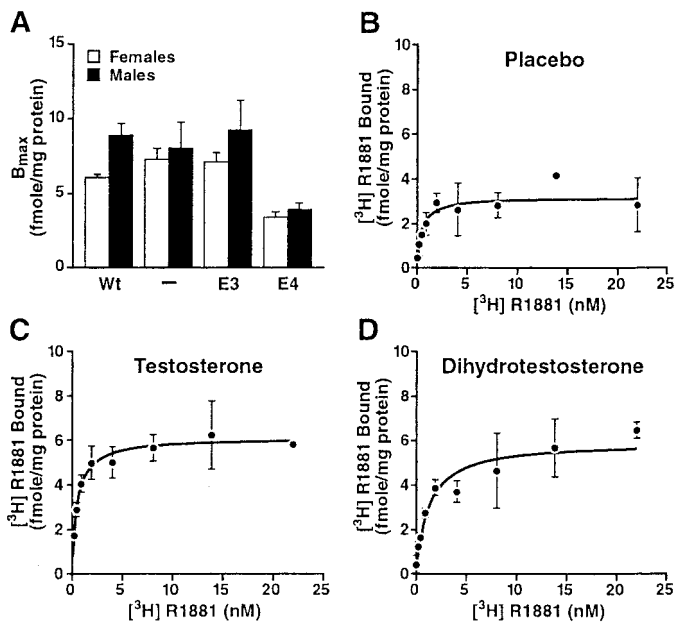 A
15
10
5
0
B max
(fmole/mg protein)
Females
Males
Wt
–
E3
E4
B
Placebo
10
8
6
4
2
0
[³H] R1881 Bound
(fmole/mg protein)
0 5 10 15 20 25
[³H] R1881 (nM)
C
Testosterone
10
8
6
4
2
0
[³H] R1881 Bound
(fmole/mg protein)
0 5 10 15 20 25
[³H] R1881 (nM)
D
Dihydrotestosterone
10
8
6
4
2
0
[³H] R1881 Bound
(fmole/mg protein)
0 5 10 15 20 25
[³H] R1881 (nM)